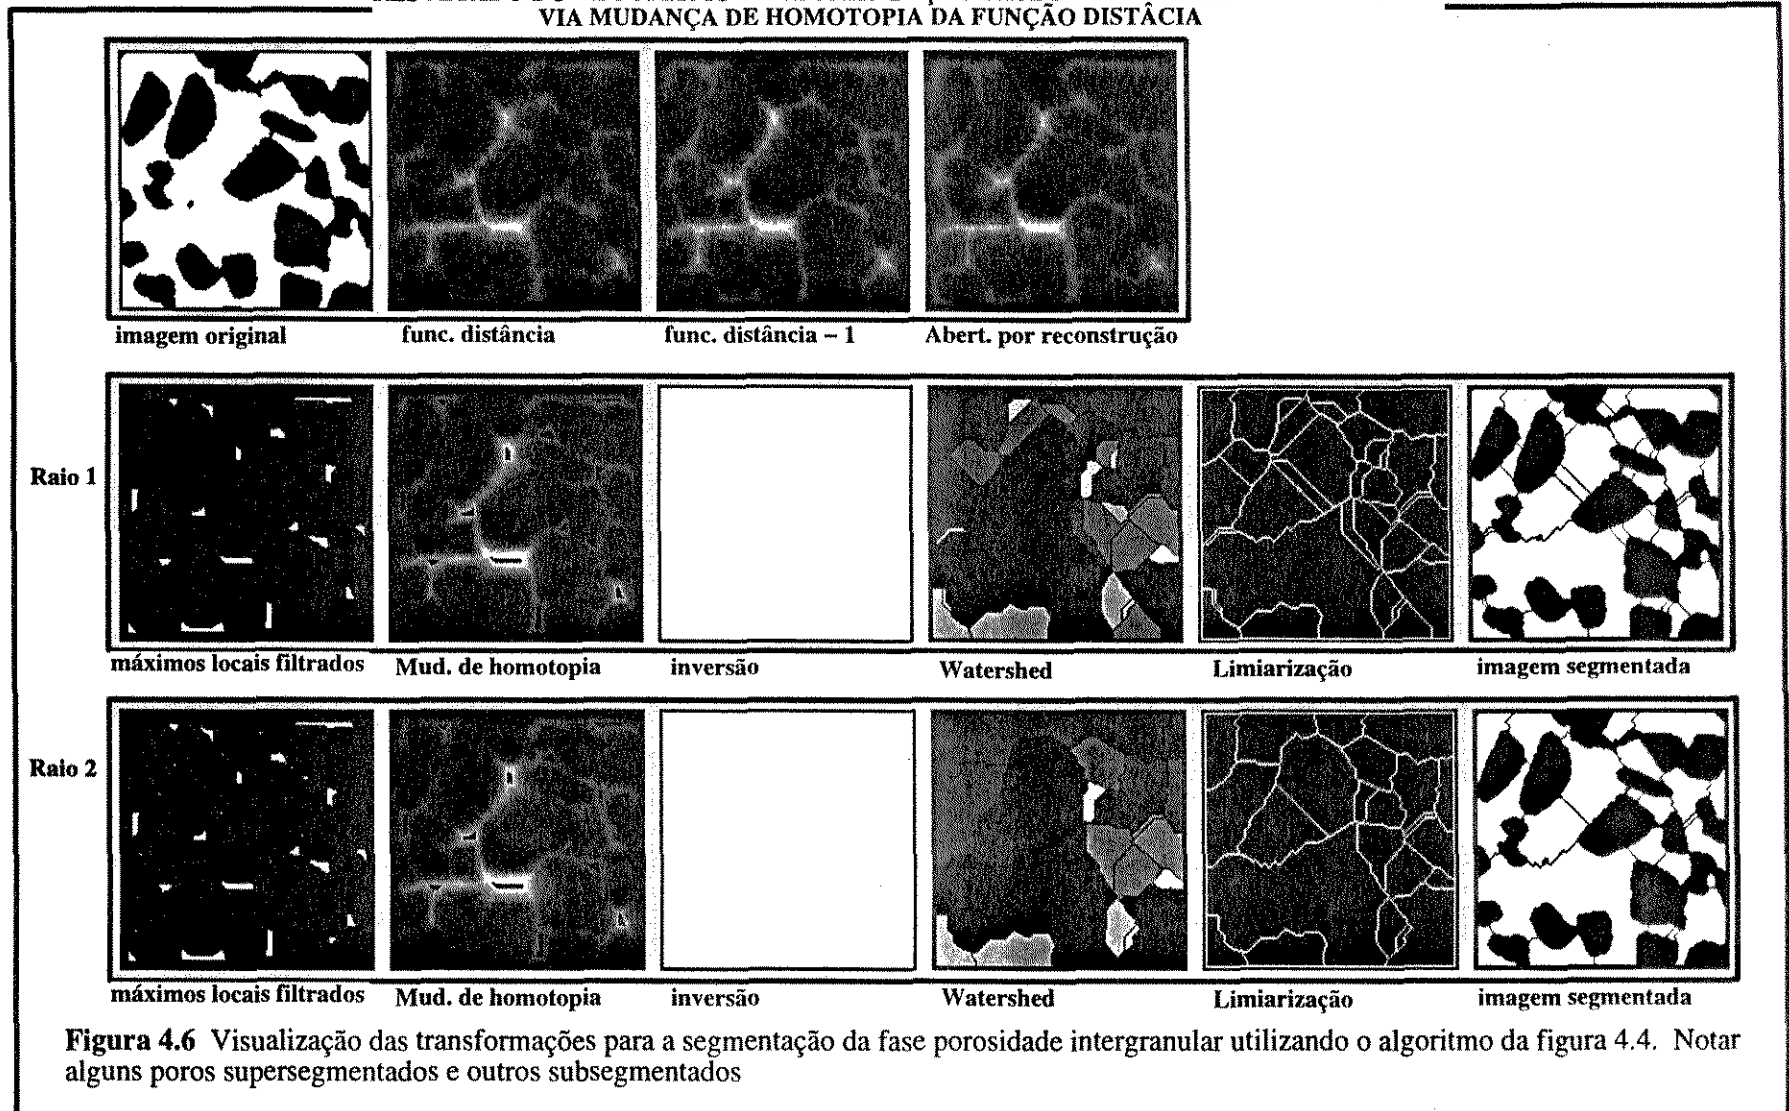 VIA MUDANÇA DE HOMOTOPIA DA FUNÇÃO DISTÂCIA
imagem original
func. distância
func. distância – 1
Abert. por reconstrução
Raio 1
máximos locais filtrados
Mud. de homotopia
inversão
Watershed
Limiarização
imagem segmentada
Raio 2
máximos locais filtrados
Mud. de homotopia
inversão
Watershed
Limiarização
imagem segmentada
Figura 4.6 Visualização das transformações para a segmentação da fase porosidade intergranular utilizando o algoritmo da figura 4.4. Notar
alguns poros supersegmentados e outros subsegmentados